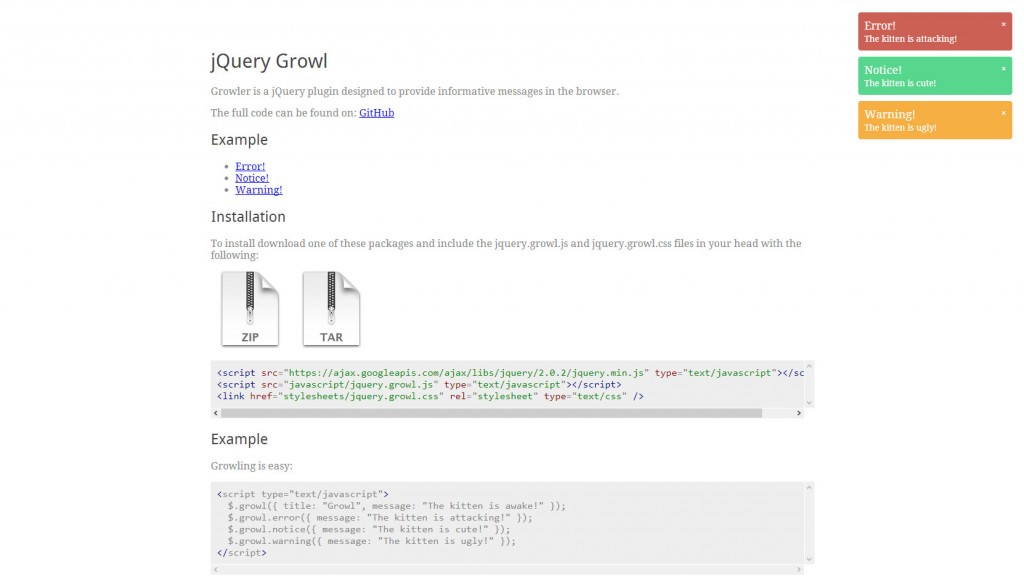 jQuery Growl
Growler is a jQuery plugin designed to provide informative messages in the browser.
The full code can be found on: GitHub
Example
Error!
Notice!
Warning!
Installation
To install download one of these packages and include the jquery.growl.js and jquery.growl.css files in your head with the
following:
ZIP
TAR
<script src="https://ajax.googleapis.com/ajax/libs/jquery/2.0.2/jquery.min.js" type="text/javascript"></sc
<script src="javascript/jquery.growl.js" type="text/javascript"></script>
<link href="stylesheets/jquery.growl.css" rel="stylesheet" type="text/css" />
Example
Growling is easy:
<script type="text/javascript">
$.growl({ title: "Growl", message: "The kitten is awake!" });
$.growl.error({ message: "The kitten is attacking!" });
$.growl.notice({ message: "The kitten is cute!" });
$.growl.warning({ message: "The kitten is ugly!" });
</script>
Error!
×
The kitten is attacking!
Notice!
×
The kitten is cute!
Warning!
×
The kitten is ugly!